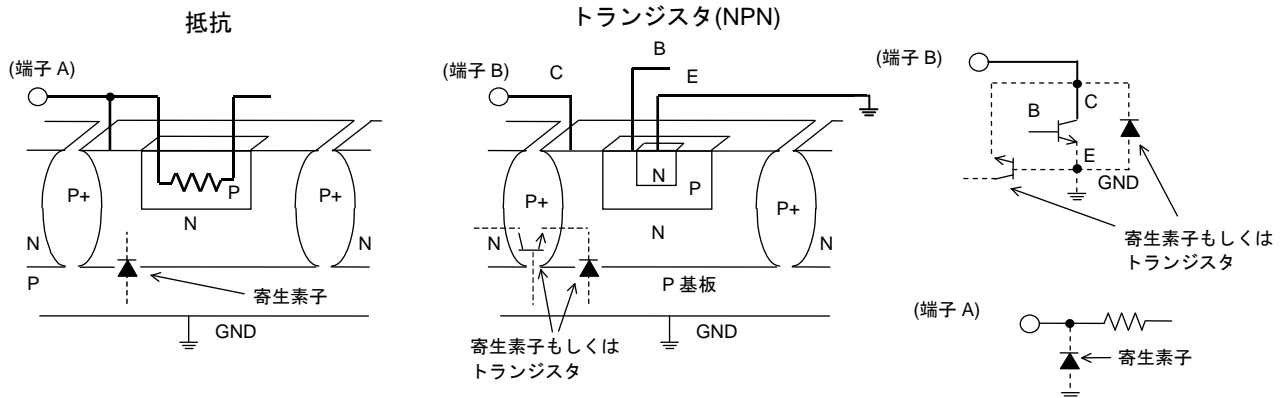 抵抗
(端子 A)
P+
P
P+
N
N
N
P
寄生素子
GND
トランジスタ(NPN)
(端子 B)
C
B
E
P+
N
P
P+
N
N
N
P 基板
GND
寄生素子もしくは
トランジスタ
(端子 B)
C
B
E
GND
寄生素子もしくは
トランジスタ
(端子 A)
寄生素子